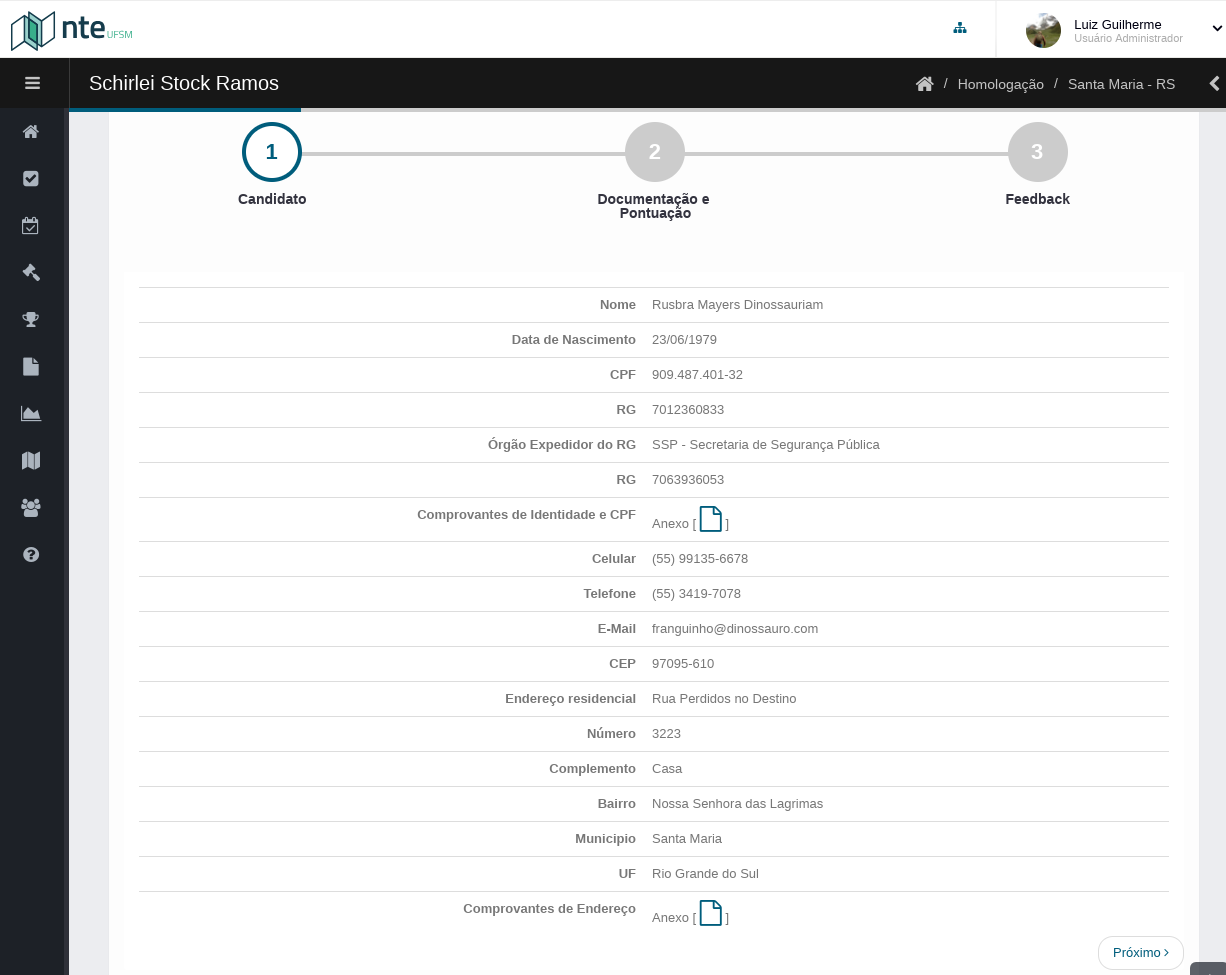 nte UFSM
Luiz Guilherme
Usuário Administrador
Schirlei Stock Ramos
/ Homologação / Santa Maria - RS
1
2
3
Candidato
Documentação e
Pontuação
Feedback
Nome Rusbra Mayers Dinossauriam
Data de Nascimento 23/06/1979
CPF 909.487.401-32
RG 7012360833
Órgão Expedidor do RG SSP - Secretaria de Segurança Pública
RG 7063936053
Comprovantes de Identidade e CPF Anexo [ ]
Celular (55) 99135-6678
Telefone (55) 3419-7078
E-Mail franguinho@dinossauro.com
CEP 97095-610
Endereço residencial Rua Perdidos no Destino
Número 3223
Complemento Casa
Bairro Nossa Senhora das Lagrimas
Municipio Santa Maria
UF Rio Grande do Sul
Comprovantes de Endereço Anexo [ ]
Próximo >